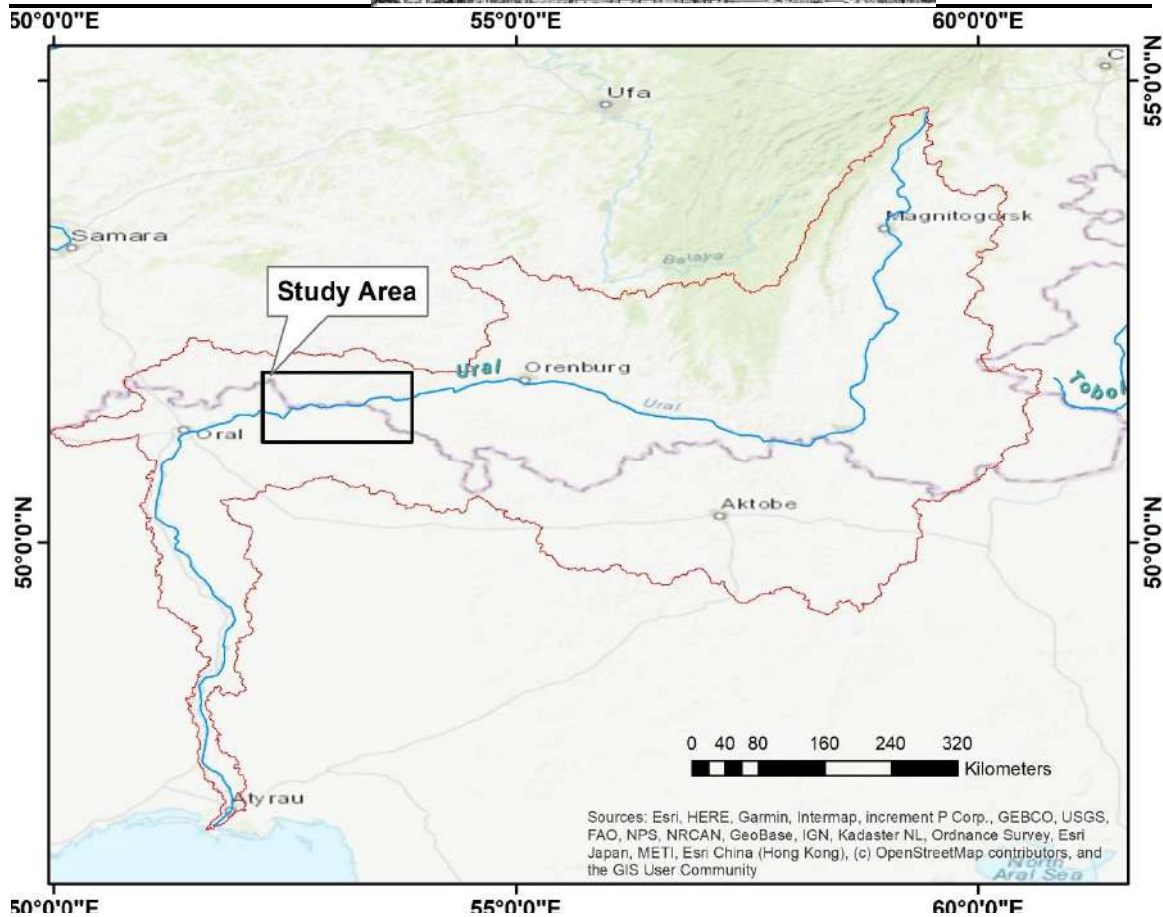 50°0'0"E 55°0'0"E 60°0'0"E
55°0'0"N
55°0'0"N
C
Ufa
Magnitogorsk
Samara
Belaya
Study Area
Ural
Orenburg
Ural
Tobol
Oral
Aktobe
50°0'0"N
50°0'0"N
0 40 80 160 240 320
Kilometers
Atyrau
Sources: Esri, HERE, Garmin, Intermap, increment P Corp., GEBCO, USGS,
FAO, NPS, NRCAN, GeoBase, IGN, Kadaster NL, Ordnance Survey, Esri
Japan, METI, Esri China (Hong Kong), (c) OpenStreetMap contributors, and
the GIS User Community
North
Aral Sea
50°0'0"E 55°0'0"E 60°0'0"E